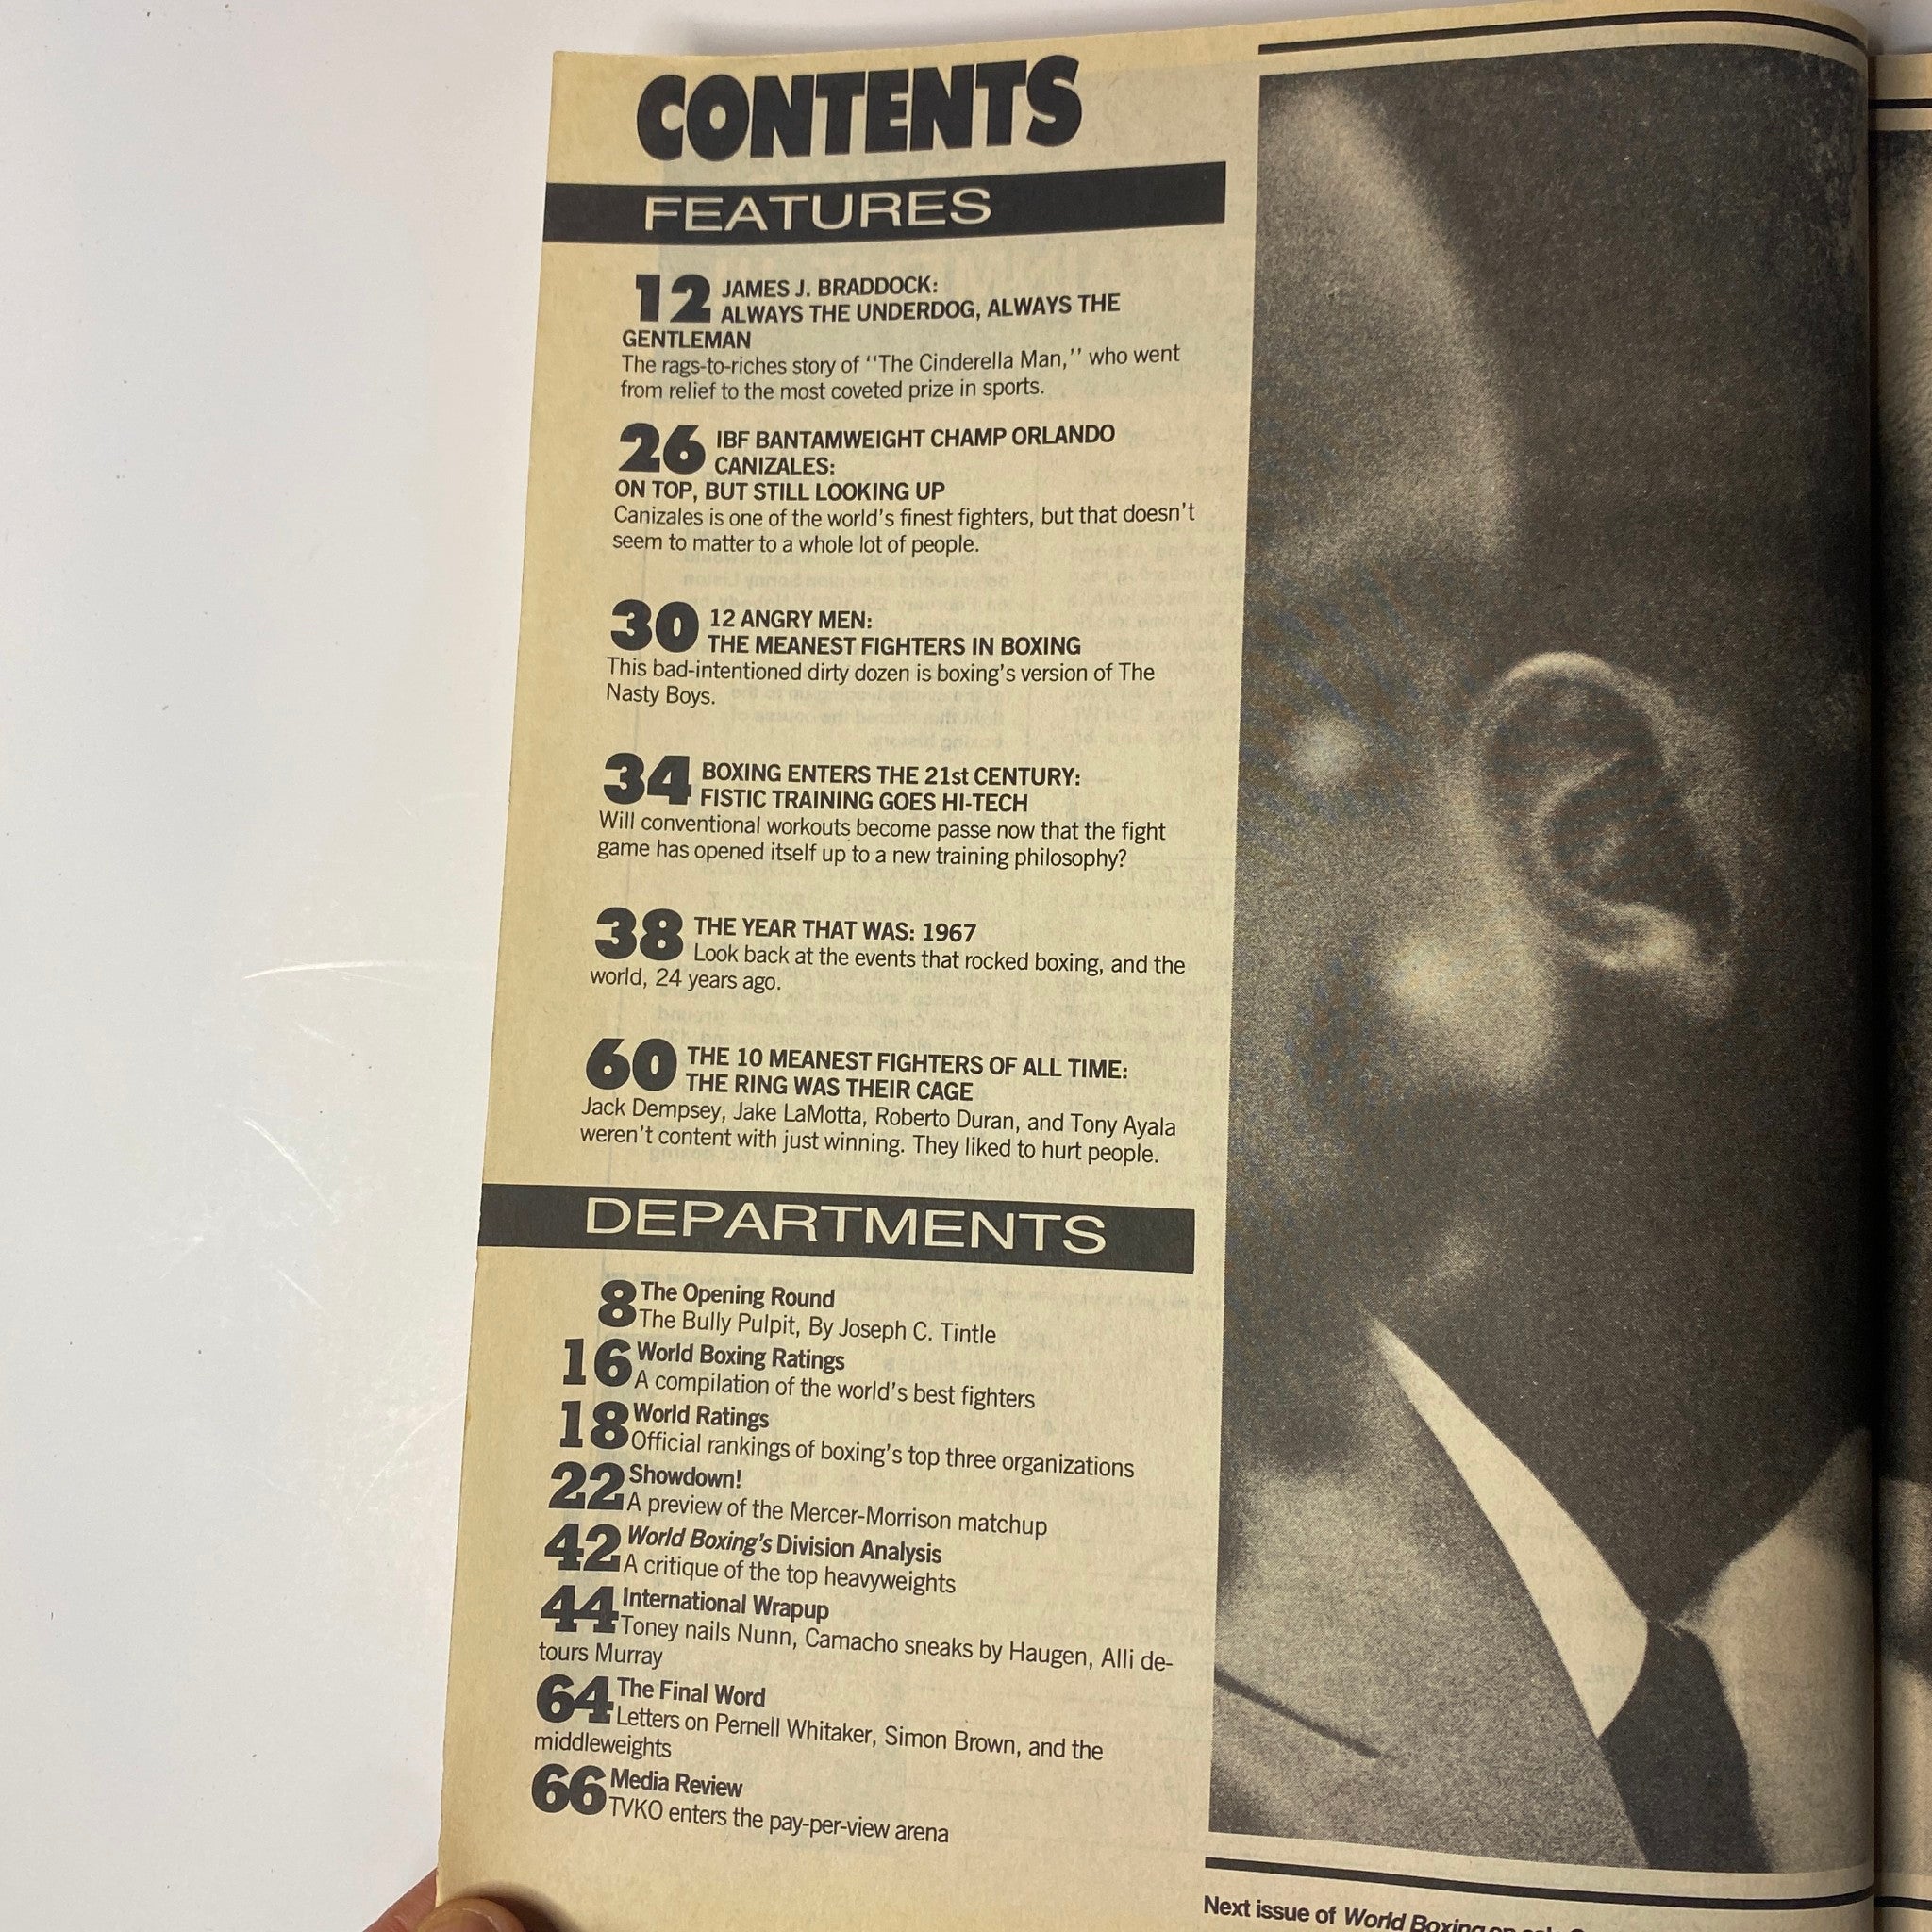 CONTENTS
FEATURES
12 JAMES J. BRADDOCK:
ALWAYS THE UNDERDOG, ALWAYS THE
GENTLEMAN
The rags-to-riches story of ‘‘The Cinderella Man,’’ who went
from relief to the most coveted prize in sports.
26 IBF BANTAMWEIGHT CHAMP ORLANDO
CANIZALES:
ON TOP, BUT STILL LOOKING UP
Canizales is one of the world's finest fighters, but that doesn't
seem to matter to a whole lot of people.
30 12 ANGRY MEN:
THE MEANEST FIGHTERS IN BOXING
This bad-intentioned dirty dozen is boxing's version of The
Nasty Boys.
34 BOXING ENTERS THE 21st CENTURY:
FISTIC TRAINING GOES HI-TECH
Will conventional workouts become passe now that the fight
game has opened itself up to a new training philosophy?
38 THE YEAR THAT WAS: 1967
Look back at the events that rocked boxing, and the
world, 24 years ago.
60 THE 10 MEANEST FIGHTERS OF ALL TIME:
THE RING WAS THEIR CAGE
Jack Dempsey, Jake LaMotta, Roberto Duran, and Tony Ayala
weren't content with just winning. They liked to hurt people.
DEPARTMENTS
8 The Opening Round
The Bully Pulpit, By Joseph C. Tintle
16 World Boxing Ratings
A compilation of the world's best fighters
18 World Ratings
Official rankings of boxing's top three organizations
22 Showdown!
A preview of the Mercer-Morrison matchup
42 World Boxing's Division Analysis
A critique of the top heavyweights
44 International Wrapup
Toney nails Nunn, Camacho sneaks by Haugen, Alli de-
tours Murray
64 The Final Word
Letters on Pernell Whitaker, Simon Brown, and the
middleweights
66 Media Review
TVKO enters the pay-per-view arena
Next issue of World Boxing on